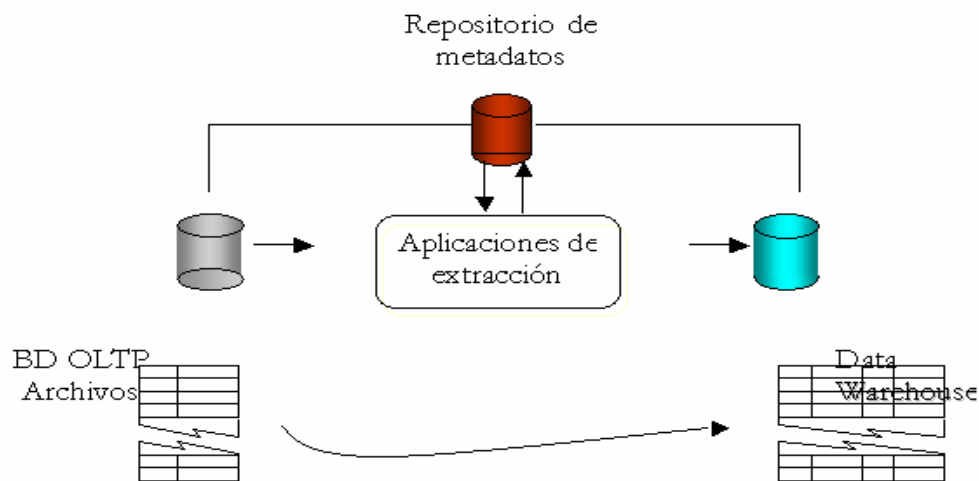 Repositorio de
metadatos
Aplicaciones de
extracción
BD OLTP
Archivos
Data
Warehouse